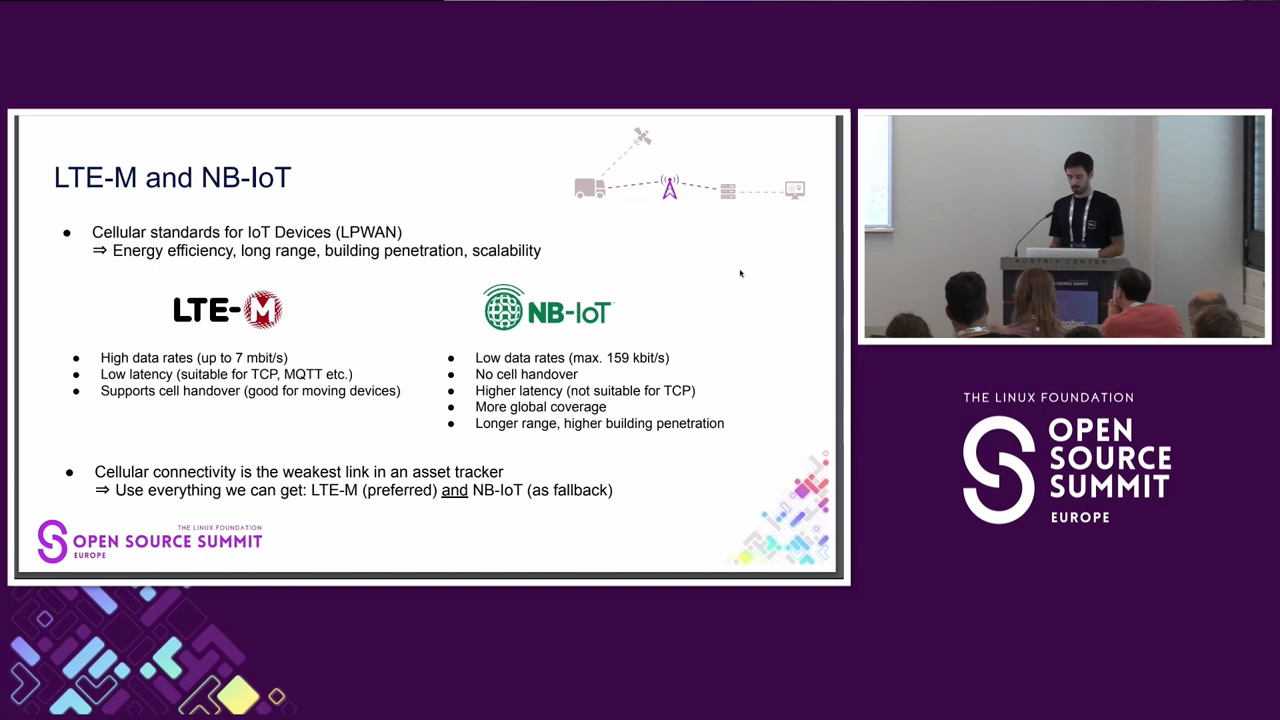 LTE-M and NB-IoT
● Cellular standards for IoT Devices (LPWAN)
⇒ Energy efficiency, long range, building penetration, scalability
LTE-M
● High data rates (up to 7 mbit/s)
● Low latency (suitable for TCP, MQTT etc.)
● Supports cell handover (good for moving devices)
NB-IoT
● Low data rates (max. 159 kbit/s)
● No cell handover
● Higher latency (not suitable for TCP)
● More global coverage
● Longer range, higher building penetration
● Cellular connectivity is the weakest link in an asset tracker
⇒ Use everything we can get: LTE-M (preferred) and NB-IoT (as fallback)
THE LINUX FOUNDATION
OPEN SOURCE SUMMIT
EUROPE
AUSTRIA CENTER
THE LINUX FOUNDATION
OPEN
SOURCE
SUMMIT
EUROPE